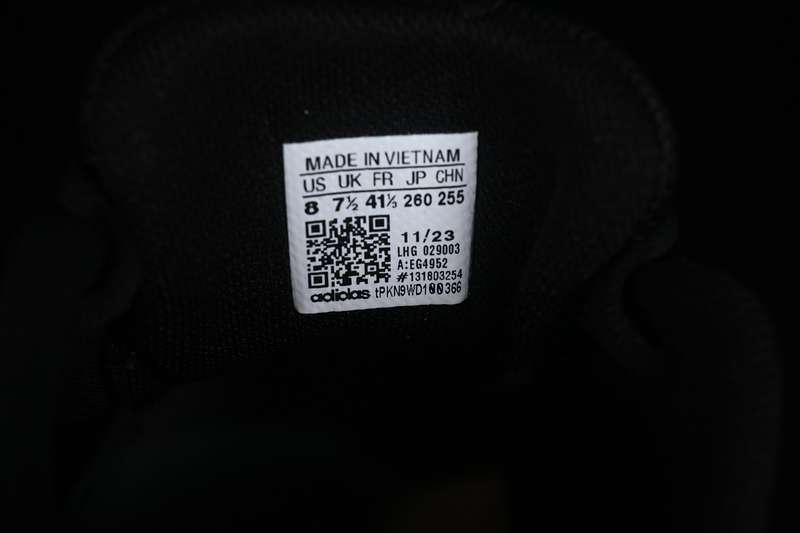 MADE IN VIETNAM
US UK FR JP CHN
8 7½ 41⅓ 260 255
11/23
LHG 029003
A:EG4952
#131803254
adidas tPKN9WD100366